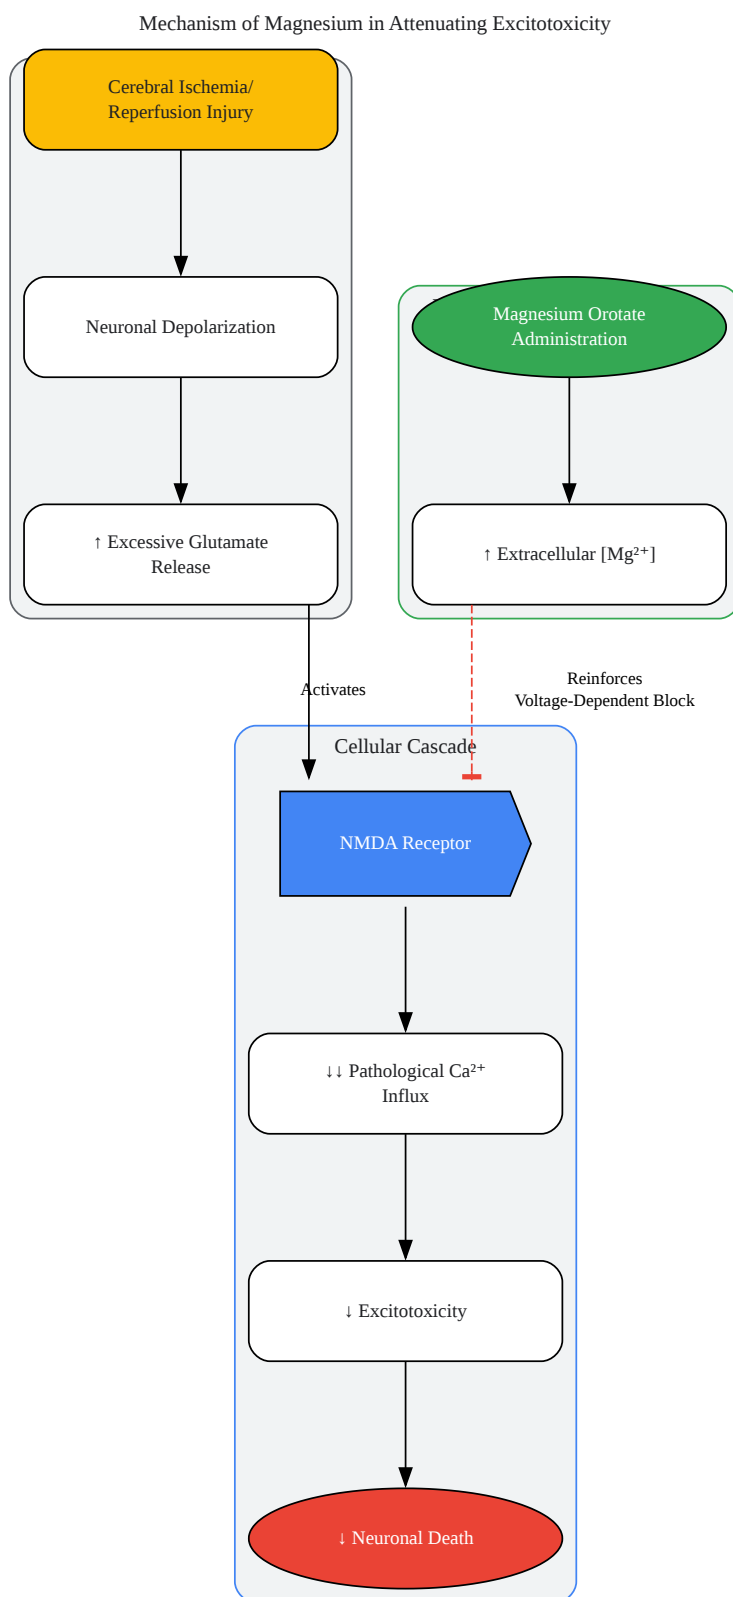 Mechanism of Magnesium in Attenuating Excitotoxicity
Cerebral Ischemia/
Reperfusion Injury
Neuronal Depolarization
Magnesium Orotate
Administration
↑ Excessive Glutamate
Release
↑ Extracellular [Mg²⁺]
Activates
Reinforces
Voltage-Dependent Block
Cellular Cascade
NMDA Receptor
↓↓ Pathological Ca²⁺
Influx
↓ Excitotoxicity
↓ Neuronal Death